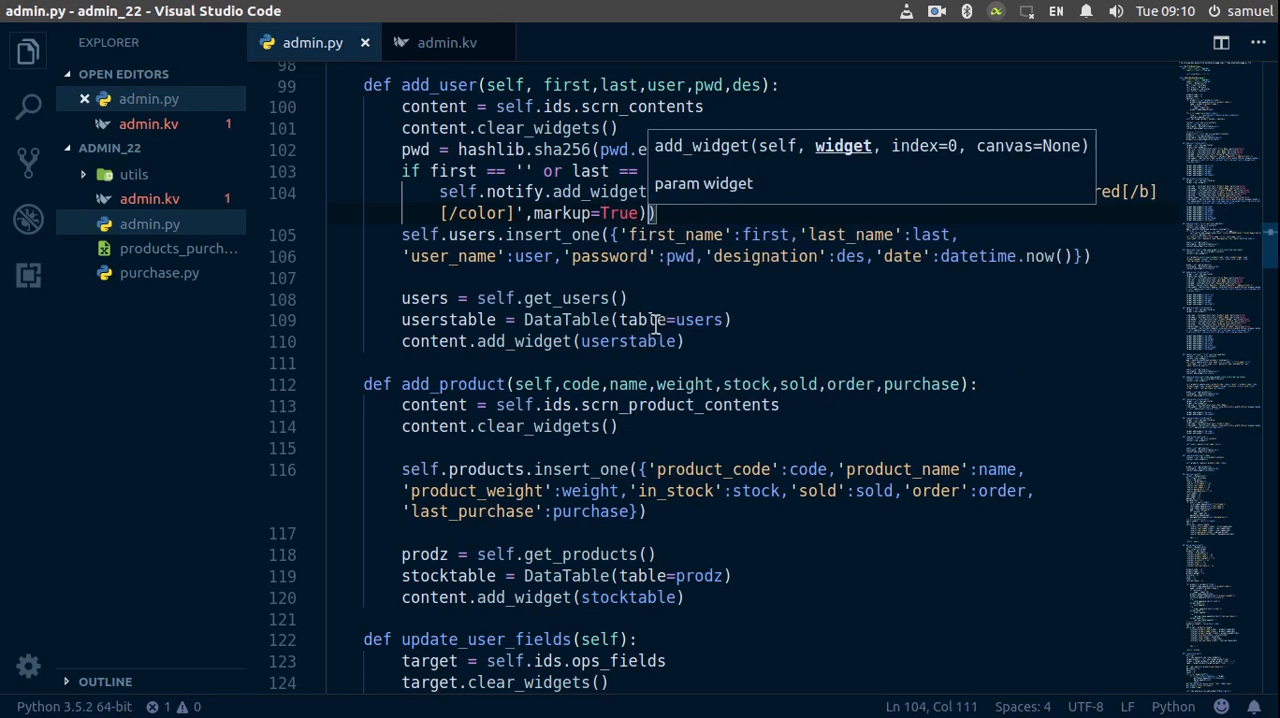 admin.py - admin_22 - Visual Studio Code
EN
Tue 09:10
samuel
EXPLORER
OPEN EDITORS
admin.py
admin.kv 1
ADMIN_22
utils
admin.kv 1
admin.py
products_purch...
purchase.py
OUTLINE
admin.py
admin.kv
98
99 def add_user(self, first,last,user,pwd,des):
100 content = self.ids.scrn_contents
101 content.clear_widgets()
102 pwd = hashlib.sha256(pwd.e
103 if first == '' or last ==
104 self.notify.add_widget red[/b]
[/color]',markup=True))
add_widget(self, widget, index=0, canvas=None)
param widget
105 self.users.insert_one({'first_name':first,'last_name':last,
106 'user_name':user,'password':pwd,'designation':des,'date':datetime.now()})
107
108 users = self.get_users()
109 userstable = DataTable(table=users)
110 content.add_widget(userstable)
111
112 def add_product(self,code,name,weight,stock,sold,order,purchase):
113 content = self.ids.scrn_product_contents
114 content.clear_widgets()
115
116 self.products.insert_one({'product_code':code,'product_name':name,
'product_weight':weight,'in_stock':stock,'sold':sold,'order':order,
'last_purchase':purchase})
117
118 prodz = self.get_products()
119 stocktable = DataTable(table=prodz)
120 content.add_widget(stocktable)
121
122 def update_user_fields(self):
123 target = self.ids.ops_fields
124 target.clear_widgets()
Python 3.5.2 64-bit 1 0
Ln 104, Col 111 Spaces: 4 UTF-8 LF Python